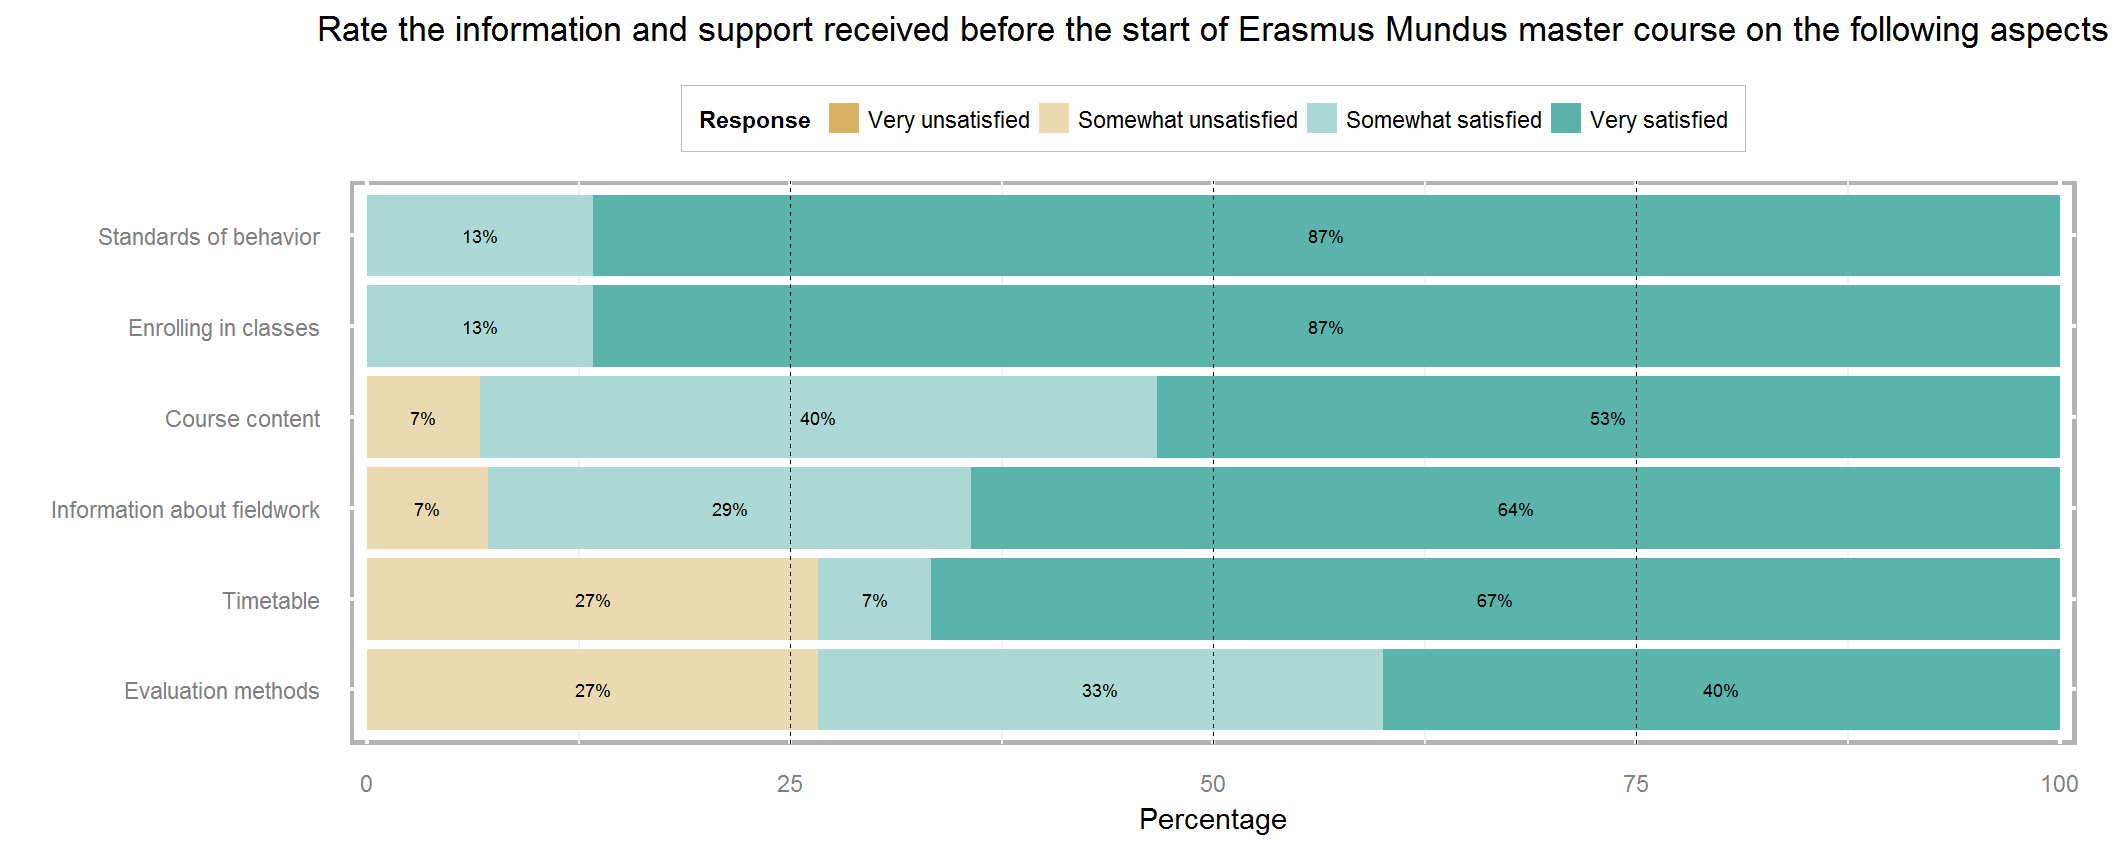 Rate the information and support received before the start of Erasmus Mundus master course on the following aspects
Response Very unsatisfied Somewhat unsatisfied Somewhat satisfied Very satisfied
Standards of behavior 13% 87%
Enrolling in classes 13% 87%
Course content 7% 40% 53%
Information about fieldwork 7% 29% 64%
Timetable 27% 7% 67%
Evaluation methods 27% 33% 40%
0 25 50 75 100
Percentage